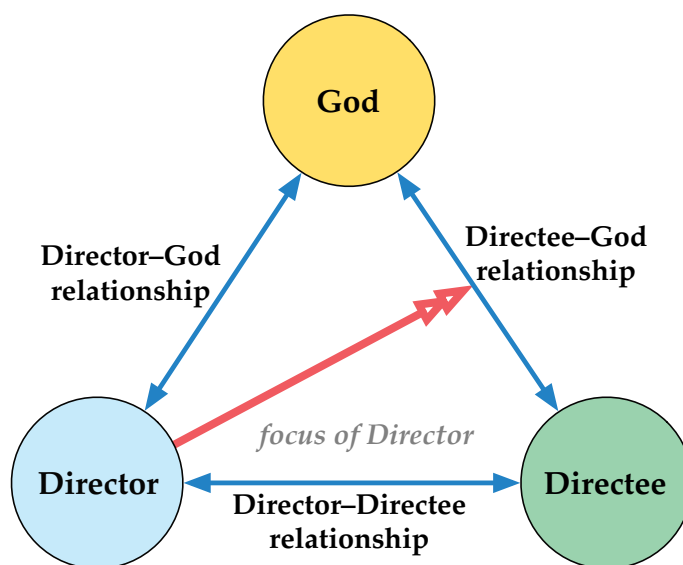 God
Director–God
relationship
Directee–God
relationship
focus of Director
Director
Directee
Director–Directee
relationship